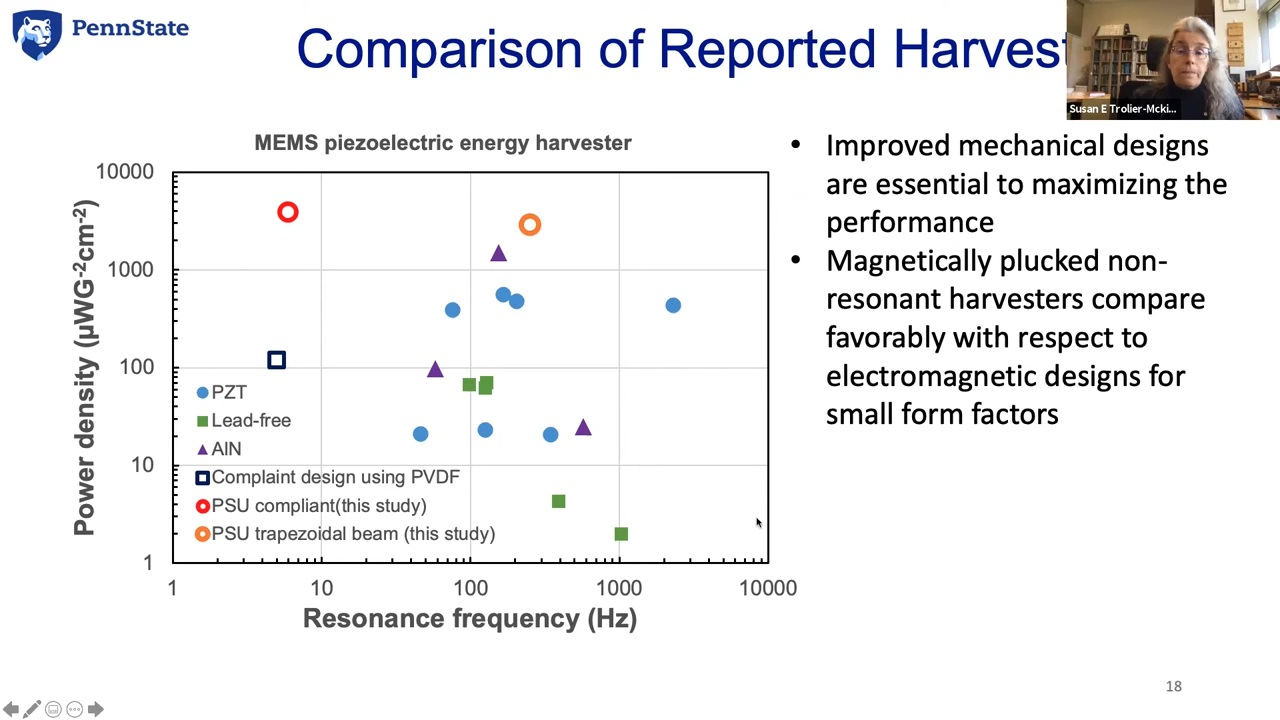 PennState
Comparison of Reported Harvest
Susan E Trolier-Mcki...
MEMS piezoelectric energy harvester
10000
1000
100
10
1
Power density (µWG⁻²cm⁻²)
PZT
Lead-free
AlN
Complaint design using PVDF
PSU compliant(this study)
PSU trapezoidal beam (this study)
1
10
100
1000
10000
Resonance frequency (Hz)
• Improved mechanical designs
are essential to maximizing the
performance
• Magnetically plucked non-
resonant harvesters compare
favorably with respect to
electromagnetic designs for
small form factors
18